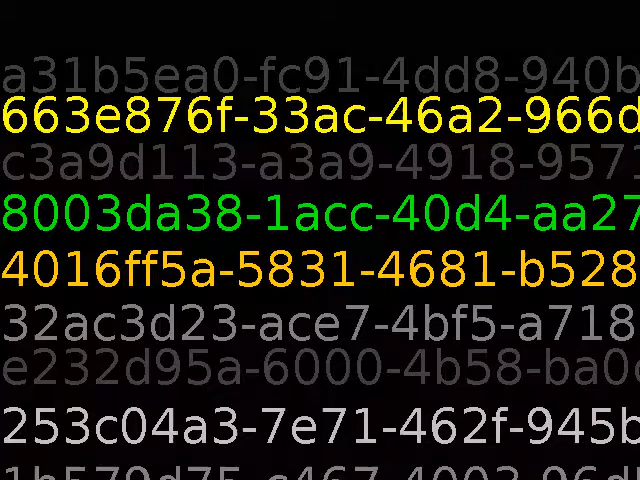 a31b5ea0-fc91-4dd8-940b
663e876f-33ac-46a2-966d
c3a9d113-a3a9-4918-9571
8003da38-1acc-40d4-aa27
4016ff5a-5831-4681-b528
32ac3d23-ace7-4bf5-a718
e232d95a-6000-4b58-ba0c
253c04a3-7e71-462f-945b